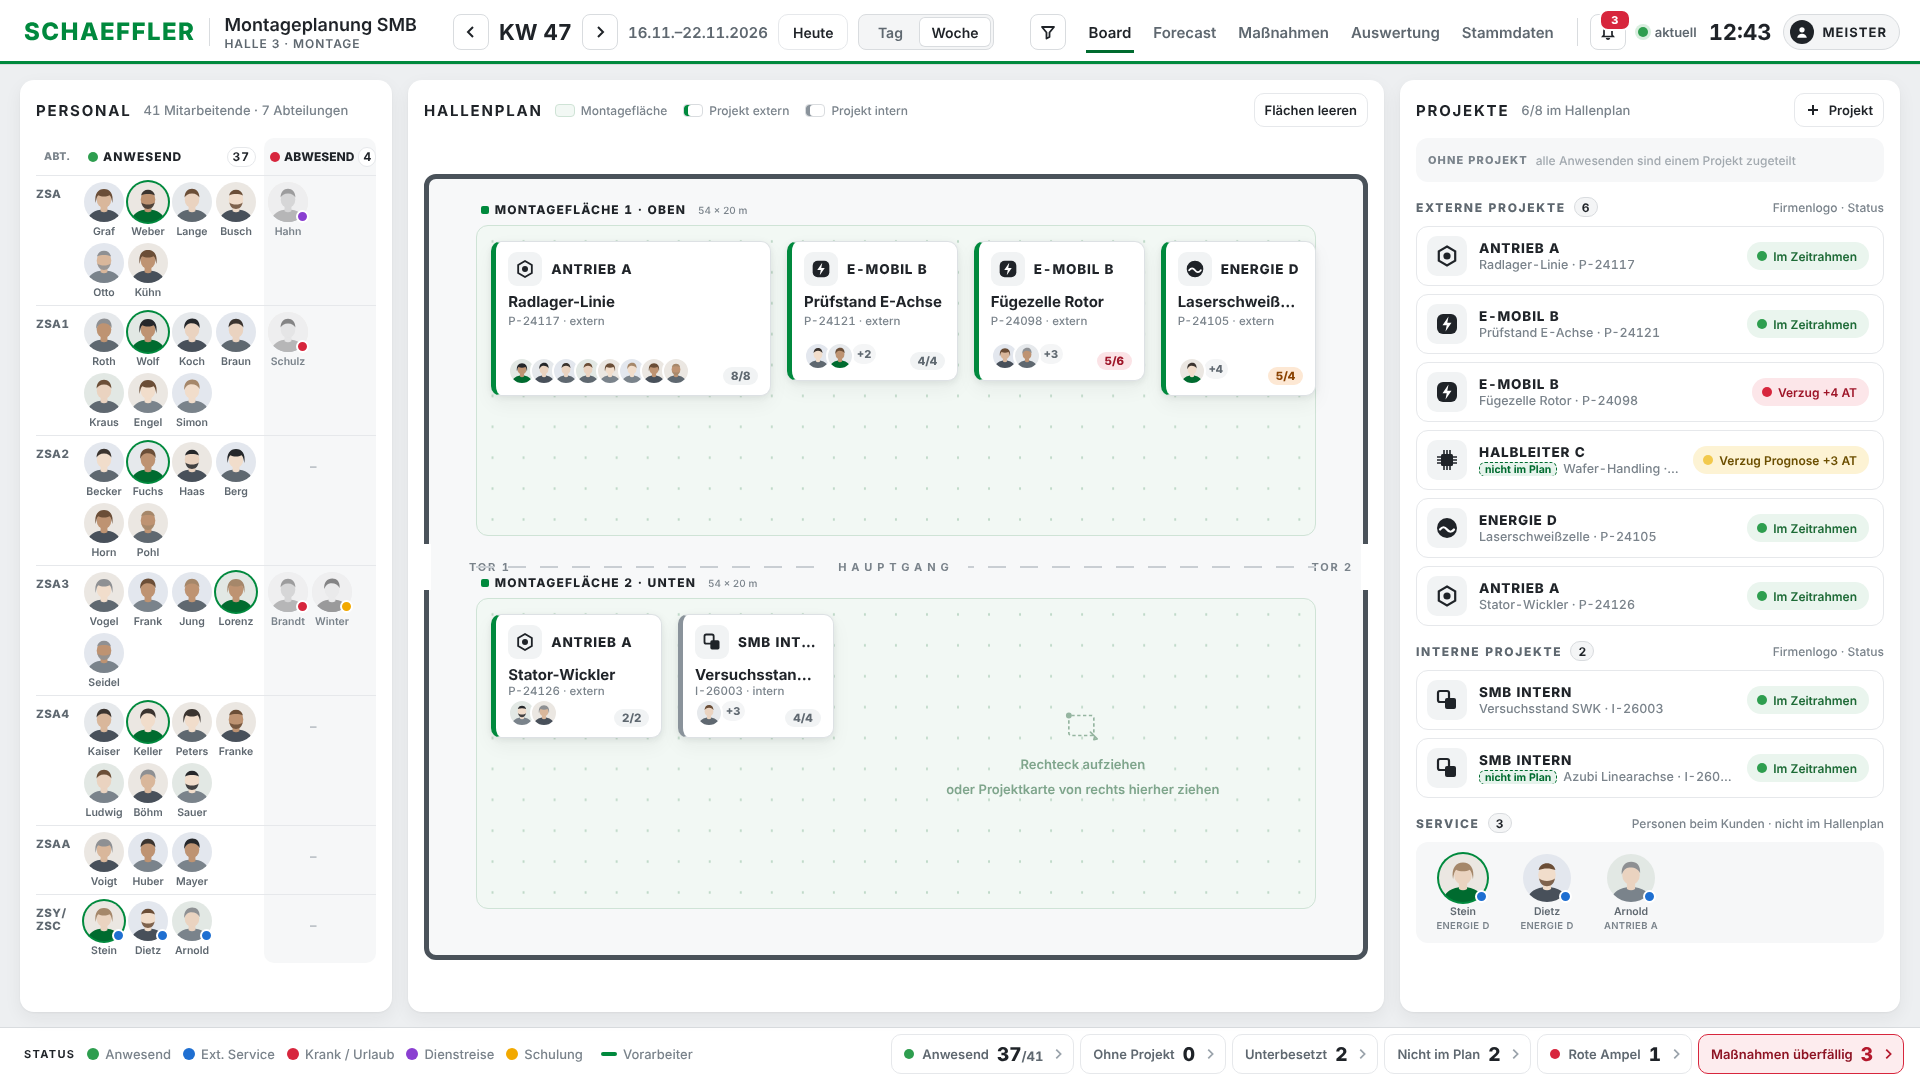 SCHAEFFLER
Montageplanung SMB
HALLE 3 · MONTAGE
KW 47
16.11.–22.11.2026
Heute
Tag
Woche
Board
Forecast
Maßnahmen
Auswertung
Stammdaten
3
aktuell
12:43
MEISTER
PERSONAL
41 Mitarbeitende · 7 Abteilungen
ABT.
ANWESEND
37
ABWESEND
4
ZSA
Graf
Weber
Lange
Busch
Hahn
Otto
Kühn
ZSA1
Roth
Wolf
Koch
Braun
Schulz
Kraus
Engel
Simon
ZSA2
–
Becker
Fuchs
Haas
Berg
Horn
Pohl
ZSA3
Vogel
Frank
Jung
Lorenz
Brandt
Winter
Seidel
ZSA4
–
Kaiser
Keller
Peters
Franke
Ludwig
Böhm
Sauer
ZSAA
–
Voigt
Huber
Mayer
ZSY/
ZSC
–
Stein
Dietz
Arnold
HALLENPLAN
Montagefläche
Projekt extern
Projekt intern
Flächen leeren
MONTAGEFLÄCHE 1 · OBEN
54 × 20 m
ANTRIEB A
Radlager-Linie
P-24117 · extern
8/8
E-MOBIL B
Prüfstand E-Achse
P-24121 · extern
+2
4/4
E-MOBIL B
Fügezelle Rotor
P-24098 · extern
+3
5/6
ENERGIE D
Laserschweiß…
P-24105 · extern
+4
5/4
TOR 1
HAUPTGANG
TOR 2
MONTAGEFLÄCHE 2 · UNTEN
54 × 20 m
ANTRIEB A
Stator-Wickler
P-24126 · extern
2/2
SMB INT…
Versuchsstan…
I-26003 · intern
+3
4/4
Rechteck aufziehen
oder Projektkarte von rechts hierher ziehen
PROJEKTE
6/8 im Hallenplan
+ Projekt
OHNE PROJEKT
alle Anwesenden sind einem Projekt zugeteilt
EXTERNE PROJEKTE
6
Firmenlogo · Status
ANTRIEB A
Radlager-Linie · P-24117
Im Zeitrahmen
E-MOBIL B
Prüfstand E-Achse · P-24121
Im Zeitrahmen
E-MOBIL B
Fügezelle Rotor · P-24098
Verzug +4 AT
HALBLEITER C
nicht im Plan
Wafer-Handling ·…
Verzug Prognose +3 AT
ENERGIE D
Laserschweißzelle · P-24105
Im Zeitrahmen
ANTRIEB A
Stator-Wickler · P-24126
Im Zeitrahmen
INTERNE PROJEKTE
2
Firmenlogo · Status
SMB INTERN
Versuchsstand SWK · I-26003
Im Zeitrahmen
SMB INTERN
nicht im Plan
Azubi Linearachse · I-260…
Im Zeitrahmen
SERVICE
3
Personen beim Kunden · nicht im Hallenplan
Stein
ENERGIE D
Dietz
ENERGIE D
Arnold
ANTRIEB A
STATUS
Anwesend
Ext. Service
Krank / Urlaub
Dienstreise
Schulung
Vorarbeiter
Anwesend 37/41
Ohne Projekt 0
Unterbesetzt 2
Nicht im Plan 2
Rote Ampel 1
Maßnahmen überfällig 3